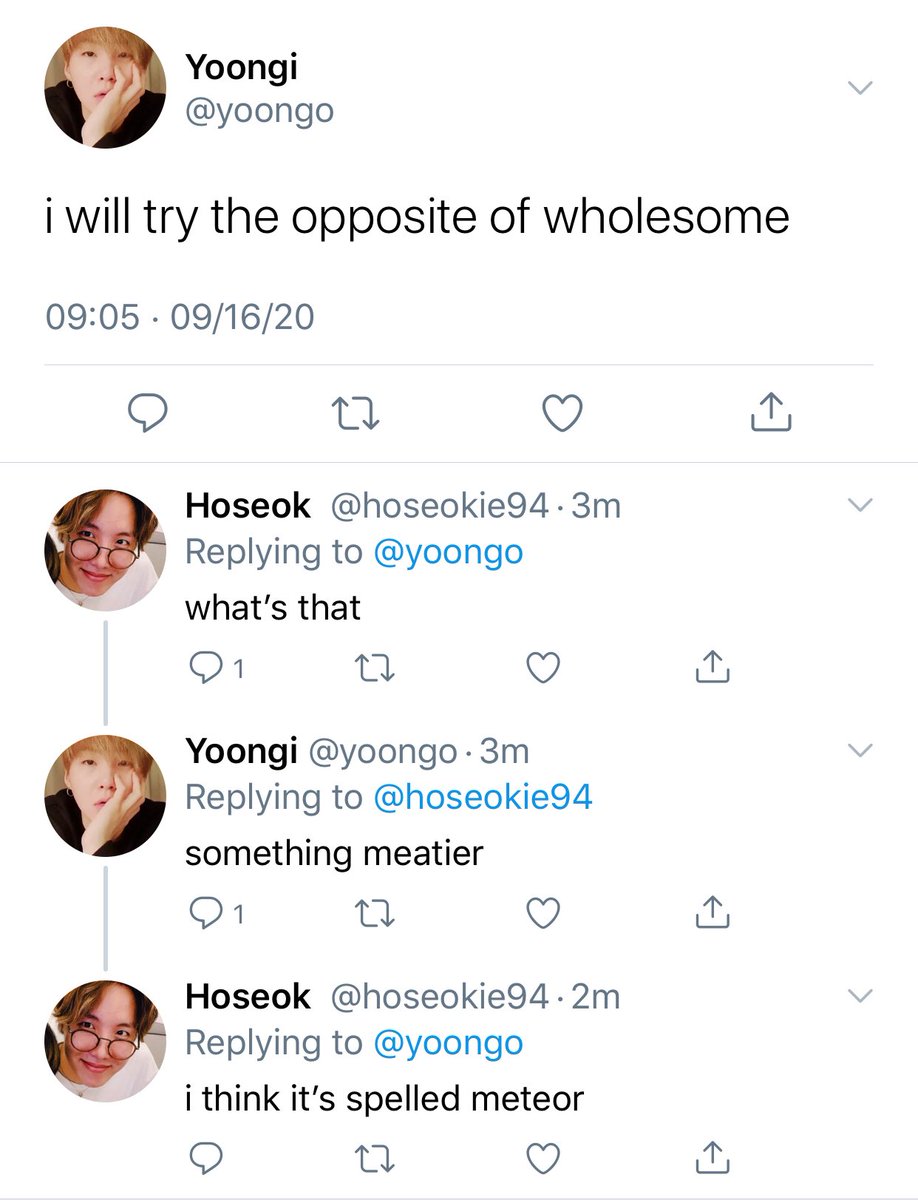 Yoongi
@yoongo
i will try the opposite of wholesome
09:05 · 09/16/20
Hoseok @hoseokie94 · 3m
Replying to @yoongo
what’s that
1
Yoongi @yoongo · 3m
Replying to @hoseokie94
something meatier
1
Hoseok @hoseokie94 · 2m
Replying to @yoongo
i think it’s spelled meteor